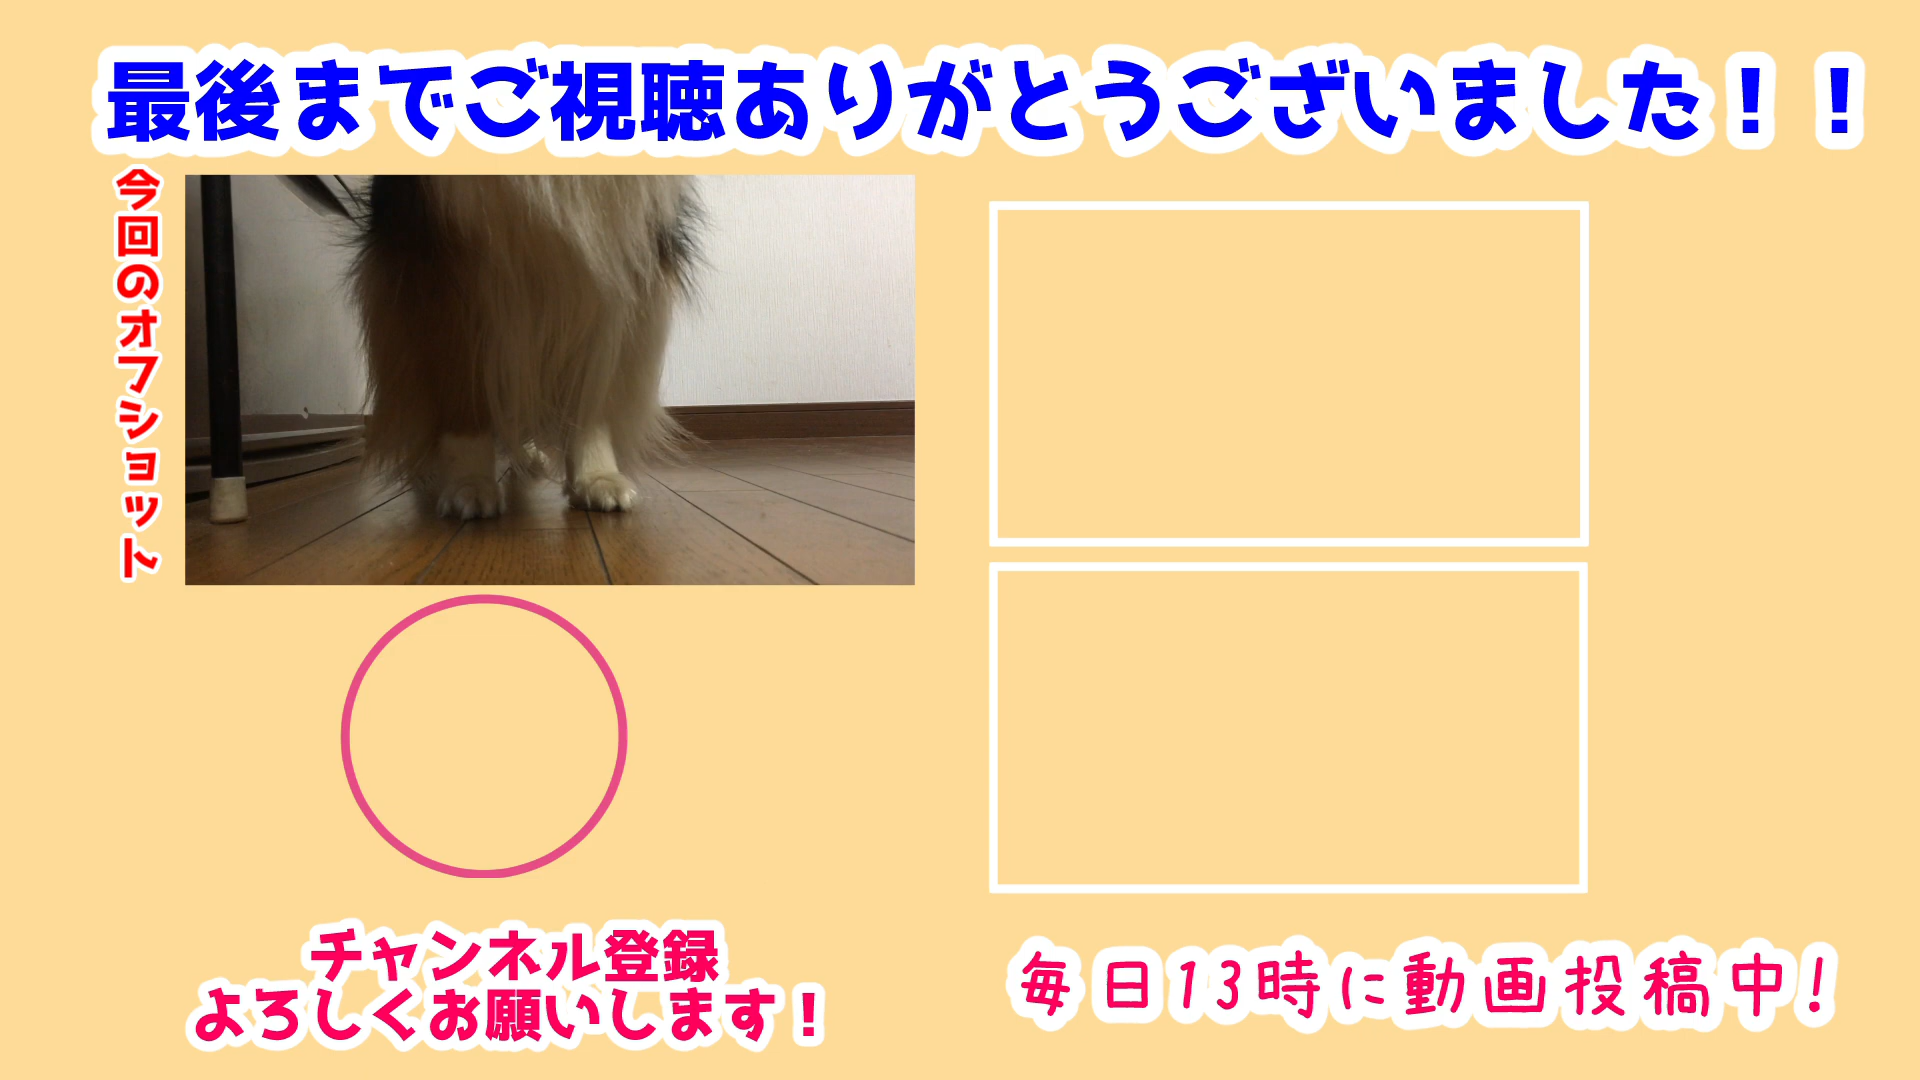 最後までご視聴ありがとうございました！！
今回のオフショット
チャンネル登録
よろしくお願いします！
毎日13時に動画投稿中！